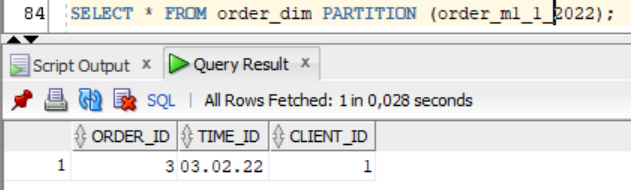 84 SELECT * FROM order_dim PARTITION (order_m1_1_2022);
Script Output x Query Result x
SQL | All Rows Fetched: 1 in 0,028 seconds
ORDER_ID TIME_ID CLIENT_ID
1 3 03.02.22 1